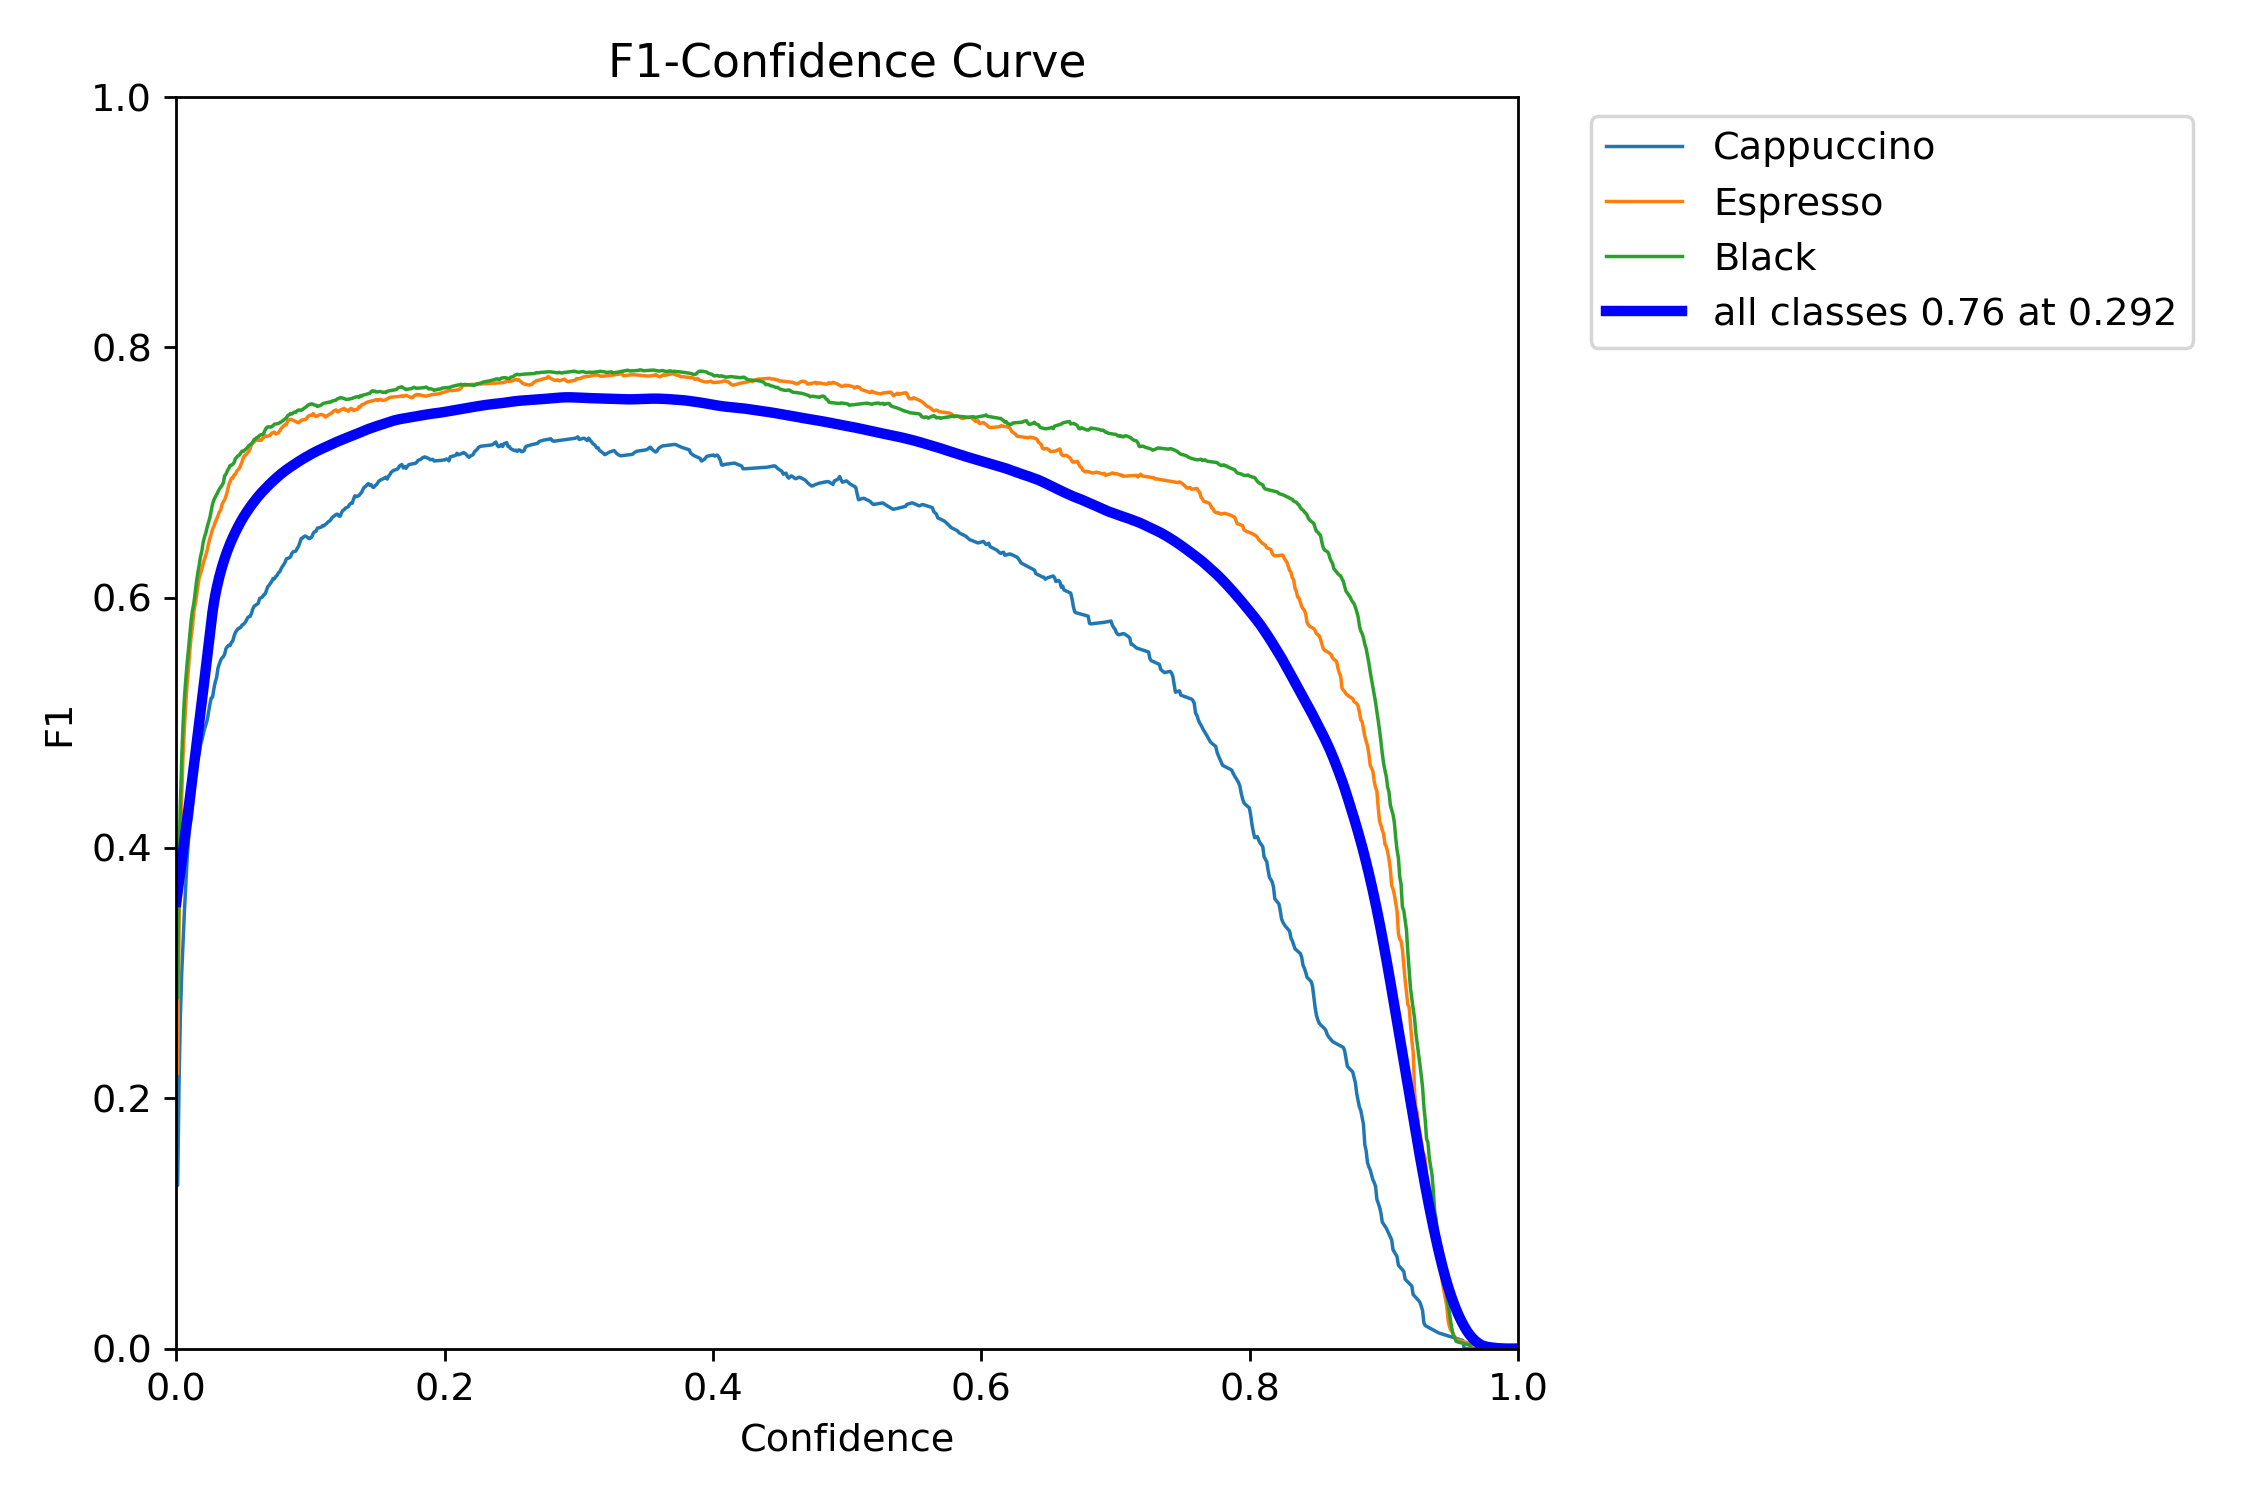 F1-Confidence Curve
1.0
0.8
0.6
0.4
0.2
0.0
F1
0.0 0.2 0.4 0.6 0.8 1.0
Confidence
Cappuccino
Espresso
Black
all classes 0.76 at 0.292